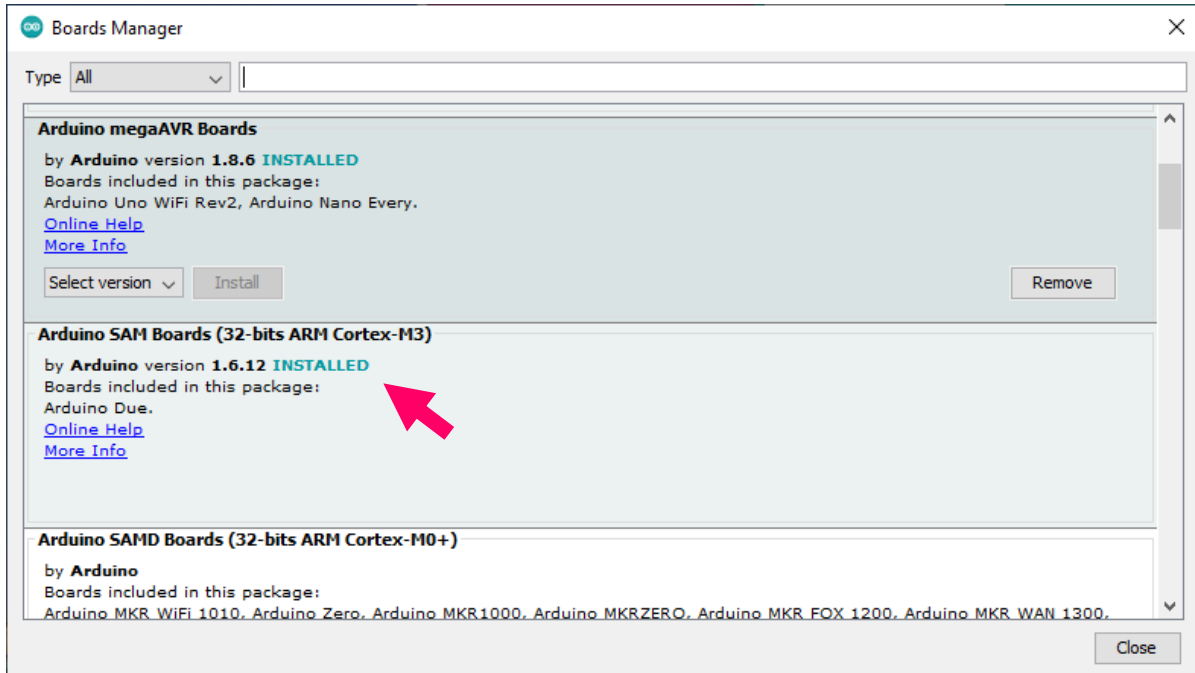 Boards Manager
Type All
Arduino megaAVR Boards
by Arduino version 1.8.6 INSTALLED
Boards included in this package:
Arduino Uno WiFi Rev2, Arduino Nano Every.
Online Help
More Info
Select version Install Remove
Arduino SAM Boards (32-bits ARM Cortex-M3)
by Arduino version 1.6.12 INSTALLED
Boards included in this package:
Arduino Due.
Online Help
More Info
Arduino SAMD Boards (32-bits ARM Cortex-M0+)
by Arduino
Boards included in this package:
Arduino MKR WiFi 1010, Arduino Zero, Arduino MKR1000, Arduino MKRZERO, Arduino MKR FOX 1200, Arduino MKR WAN 1300,
Close